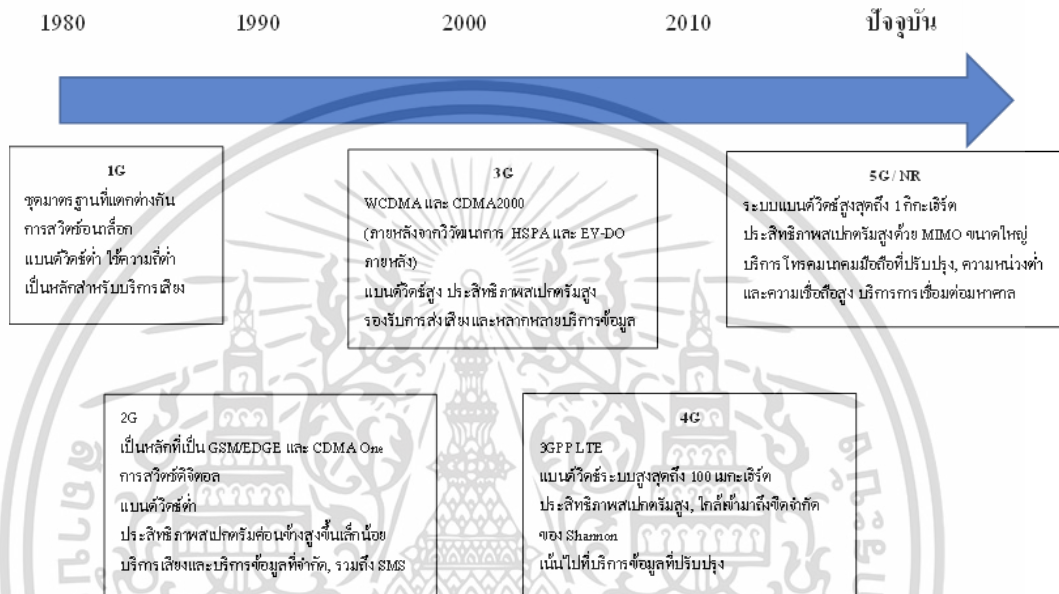 1980 1990 2000 2010 ปัจจุบัน
1G
ชุดมาตรฐานที่แตกต่างกัน
การสวิตช์อนาล็อก
แบนด์วิดธ์ต่ำ ใช้ความถี่ต่ำ
เป็นหลักสำหรับบริการเสียง
3G
WCDMA และ CDMA2000
(ภายหลังจากวิวัฒนาการ HSPA และ EV-DO
ภายหลัง)
แบนด์วิดธ์สูง ประสิทธิภาพสเปกตรัมสูง
รองรับการส่งเสียงและหลากหลายบริการข้อมูล
5G / NR
ระบบแบนด์วิดธ์สูงสุดถึง 1 กิกะเฮิร์ต
ประสิทธิภาพสเปกตรัมสูงด้วย MIMO ขนาดใหญ่
บริการโทรคมนาคมมือถือที่ปรับปรุง, ความหน่วงต่ำ
และความเชื่อถือสูง บริการการเชื่อมต่อมหาศาล
2G
เป็นหลักที่เป็น GSM/EDGE และ CDMA One
การสวิตช์ดิจิตอล
แบนด์วิดธ์ต่ำ
ประสิทธิภาพสเปกตรัมค่อนข้างสูงขึ้นเล็กน้อย
บริการเสียงและบริการข้อมูลที่จำกัด, รวมถึง SMS
4G
3GPP LTE
แบนด์วิดธ์ระบบสูงสุดถึง 100 เมกะเฮิร์ต
ประสิทธิภาพสเปกตรัมสูง, ใกล้เข้ามาถึงขีดจำกัด
ของ Shannon
เน้นไปที่บริการข้อมูลที่ปรับปรุง